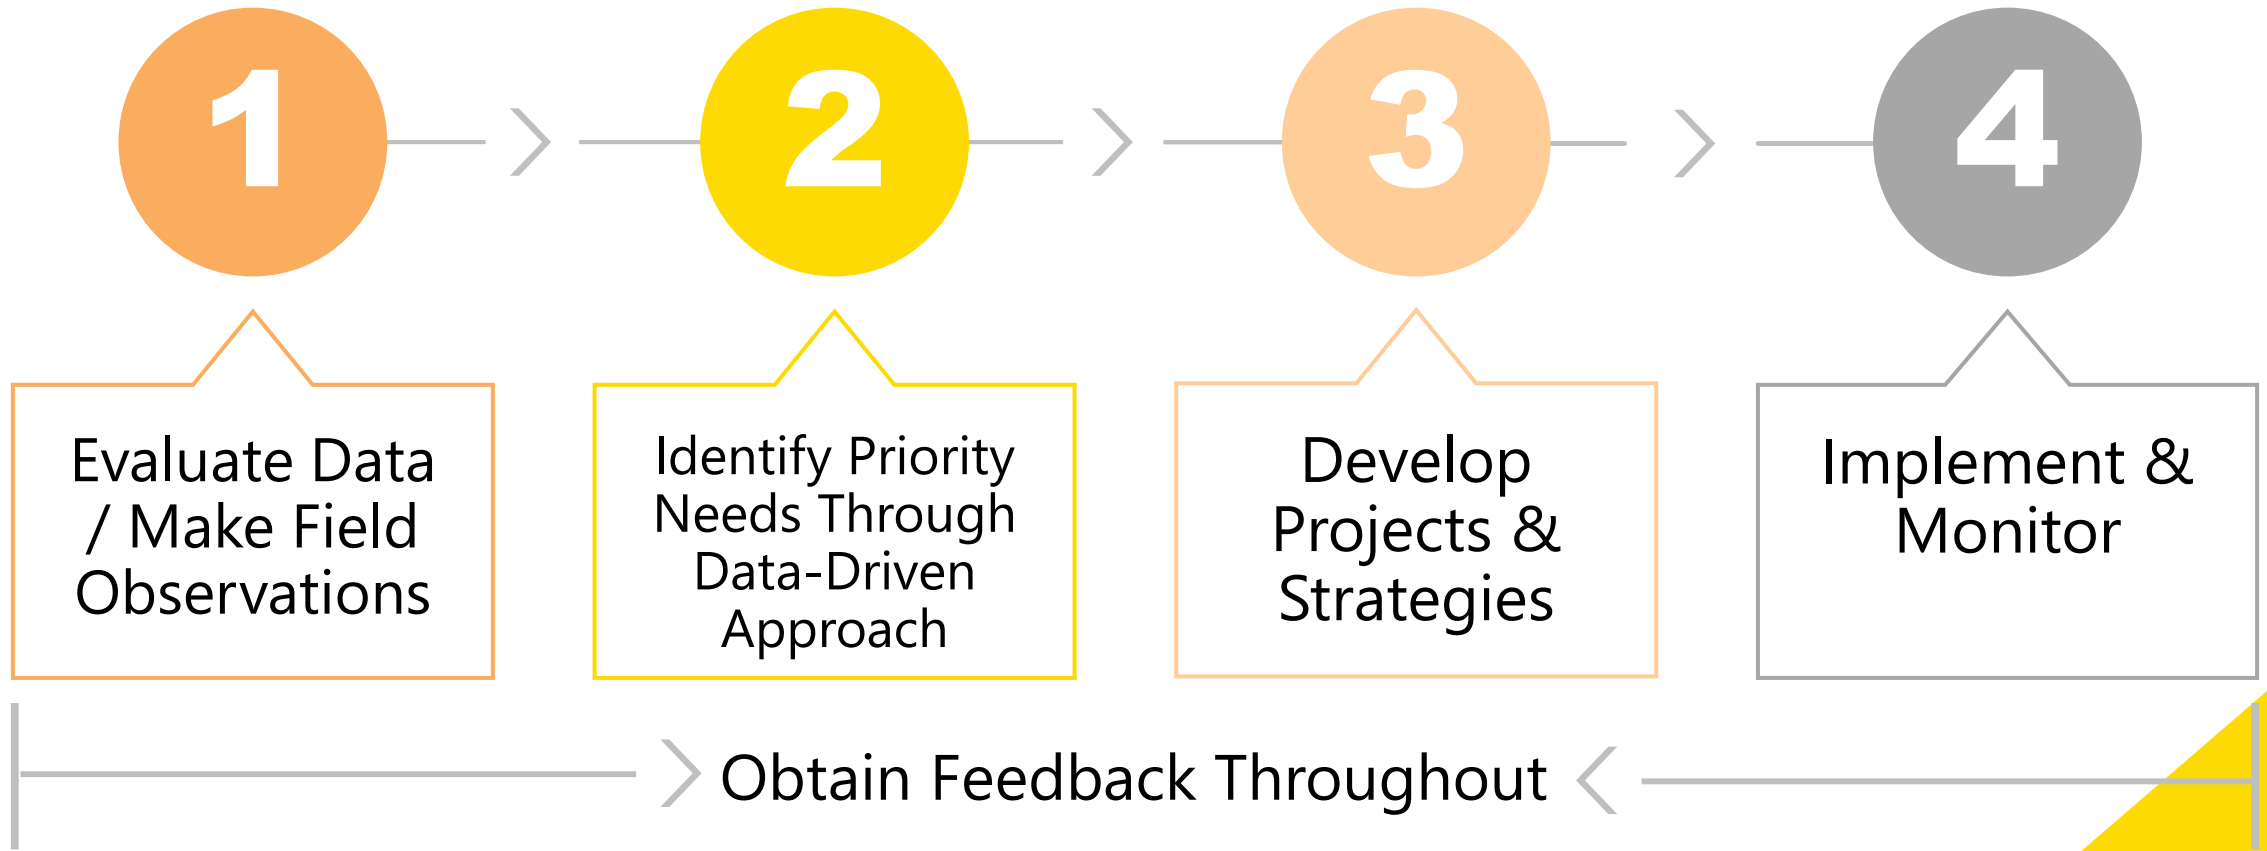 1
2
3
4
Evaluate Data
/ Make Field
Observations
Identify Priority
Needs Through
Data-Driven
Approach
Develop
Projects &
Strategies
Implement &
Monitor
Obtain Feedback Throughout